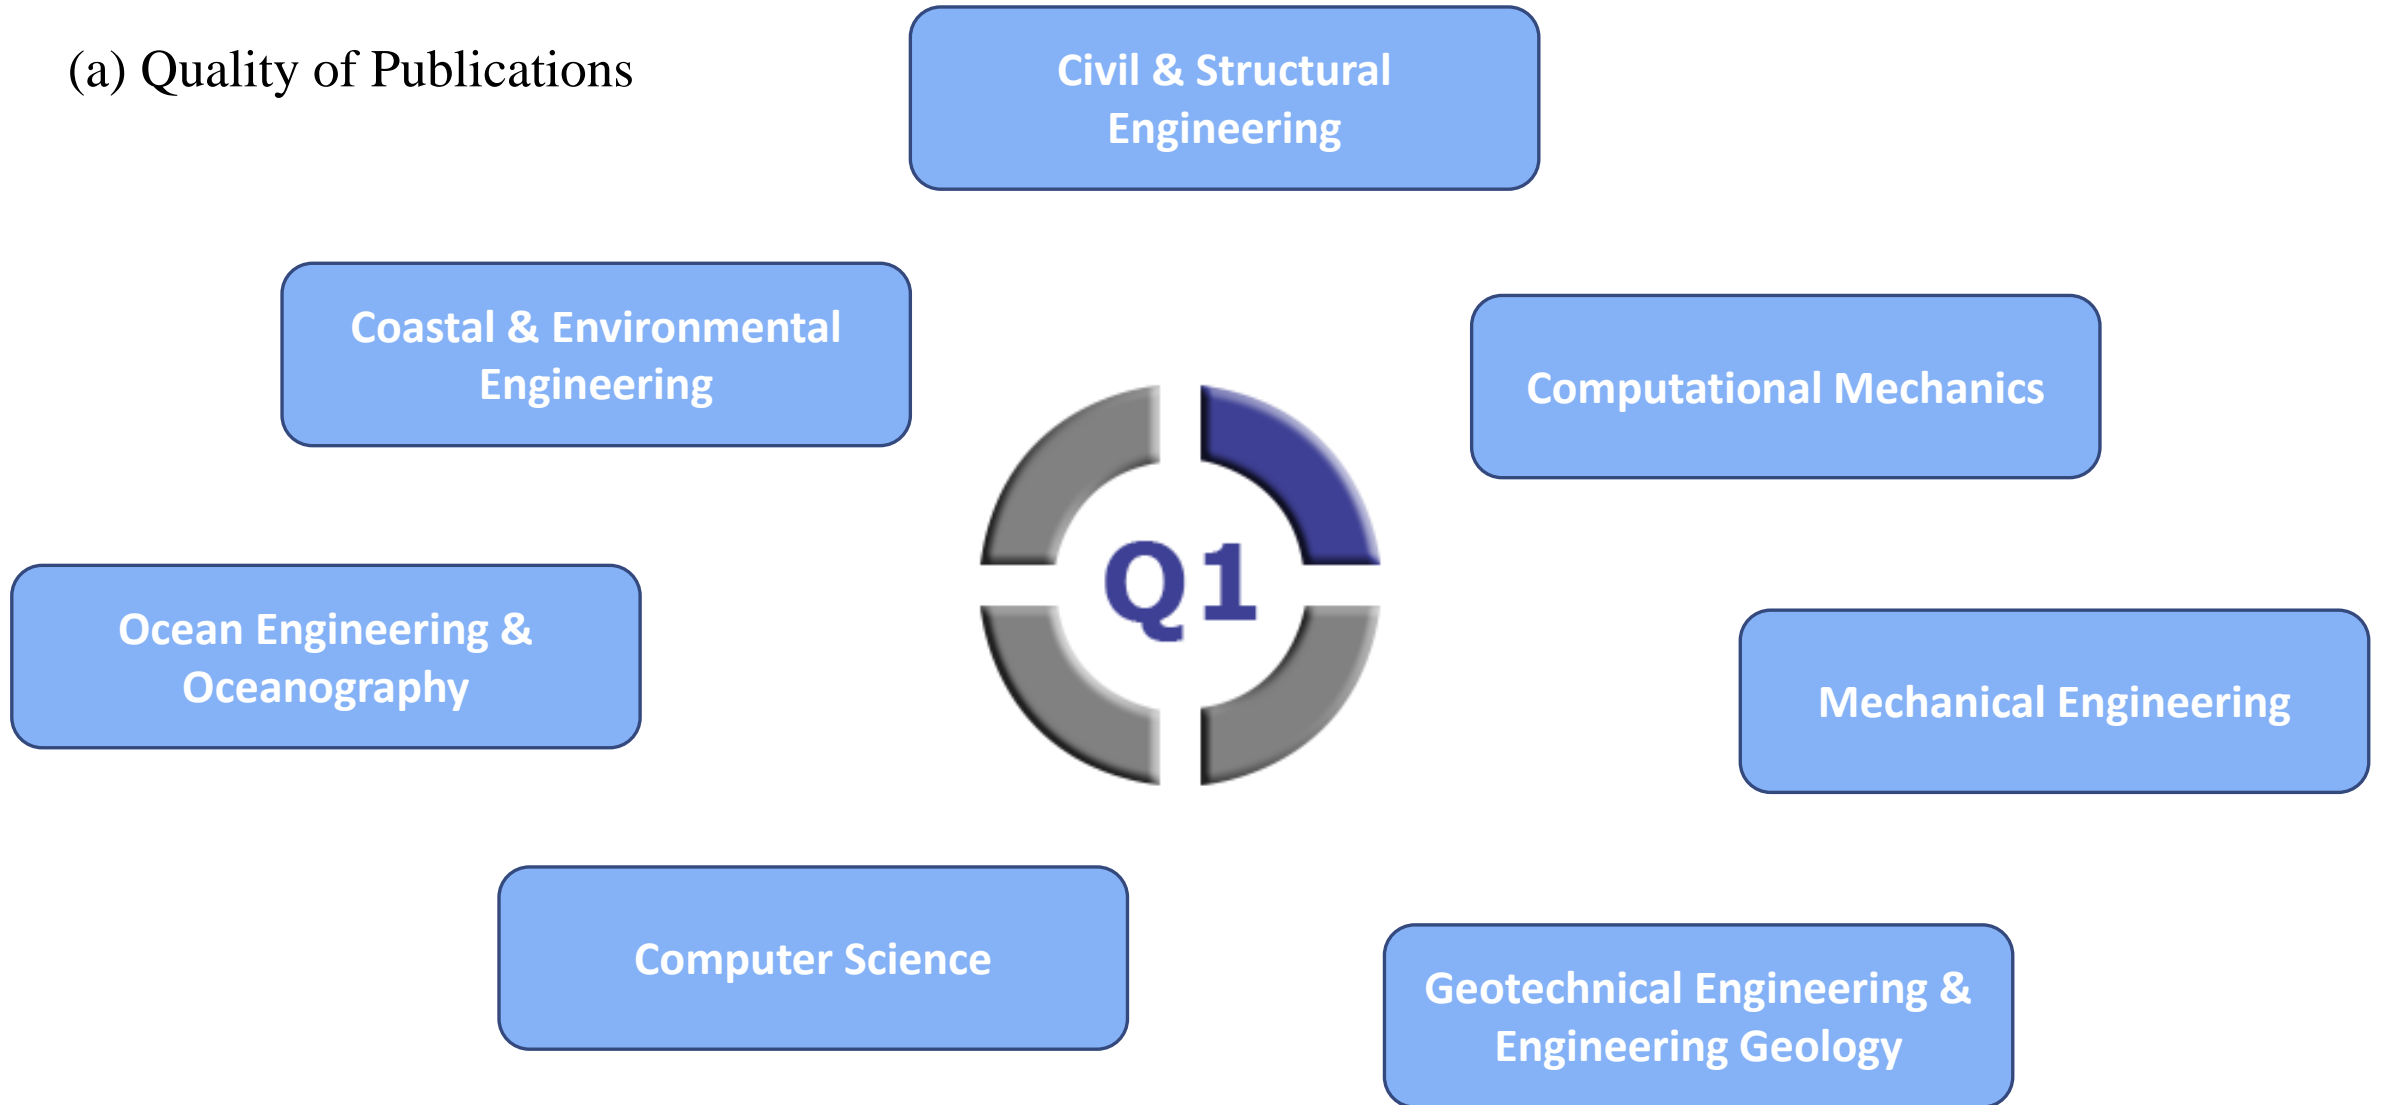 (a) Quality of Publications
Civil & Structural
Engineering
Coastal & Environmental
Engineering
Computational Mechanics
Q1
Ocean Engineering &
Oceanography
Mechanical Engineering
Computer Science
Geotechnical Engineering &
Engineering Geology